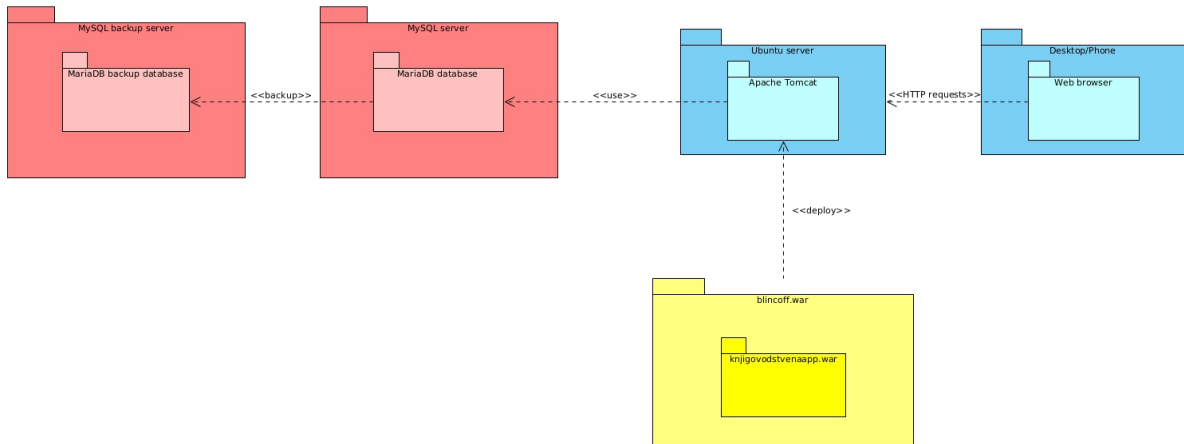 MySQL backup server
MariaDB backup database
<<backup>>
MySQL server
MariaDB database
<<use>>
Ubuntu server
Apache Tomcat
<<HTTP requests>>
Desktop/Phone
Web browser
<<deploy>>
blincoff.war
knjigovodstvenaapp.war